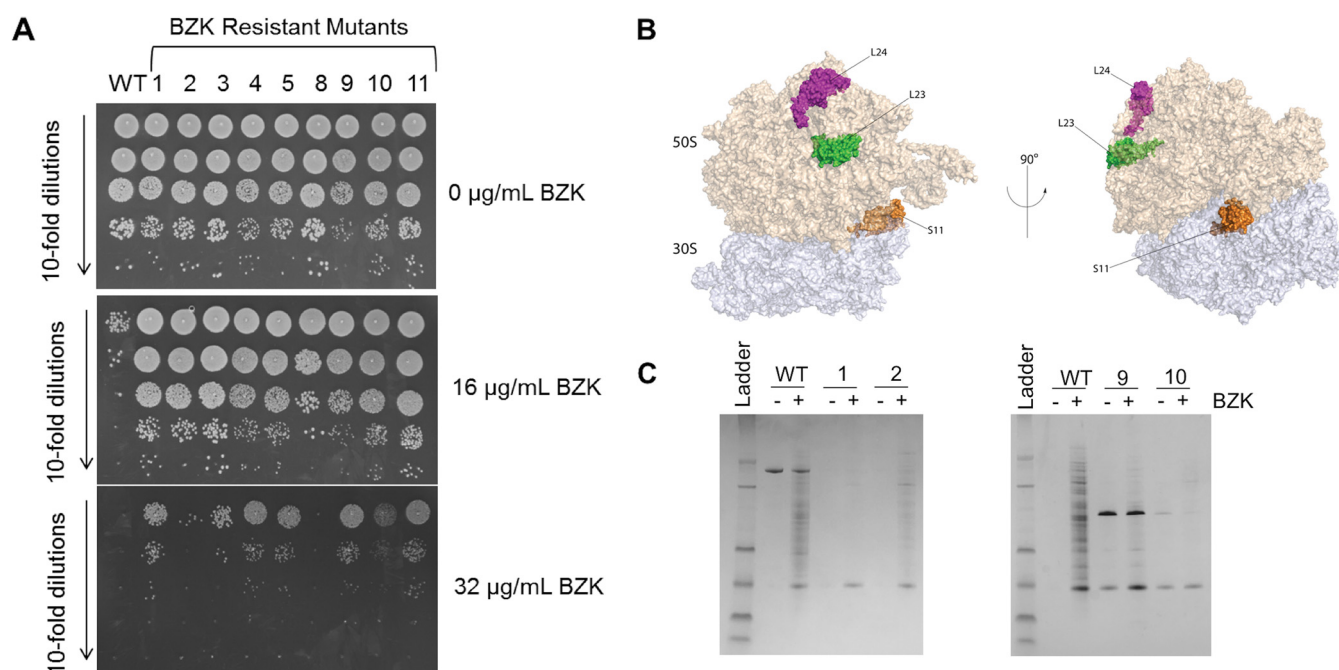 A
BZK Resistant Mutants
WT 1 2 3 4 5 8 9 10 11
10-fold dilutions
0 µg/mL BZK
10-fold dilutions
16 µg/mL BZK
10-fold dilutions
32 µg/mL BZK
B
L24
L23
50S
30S
S11
90°
L24
L23
S11
C
Ladder
WT 1 2
- + - + - +
Ladder
WT 9 10
- + - + - + BZK